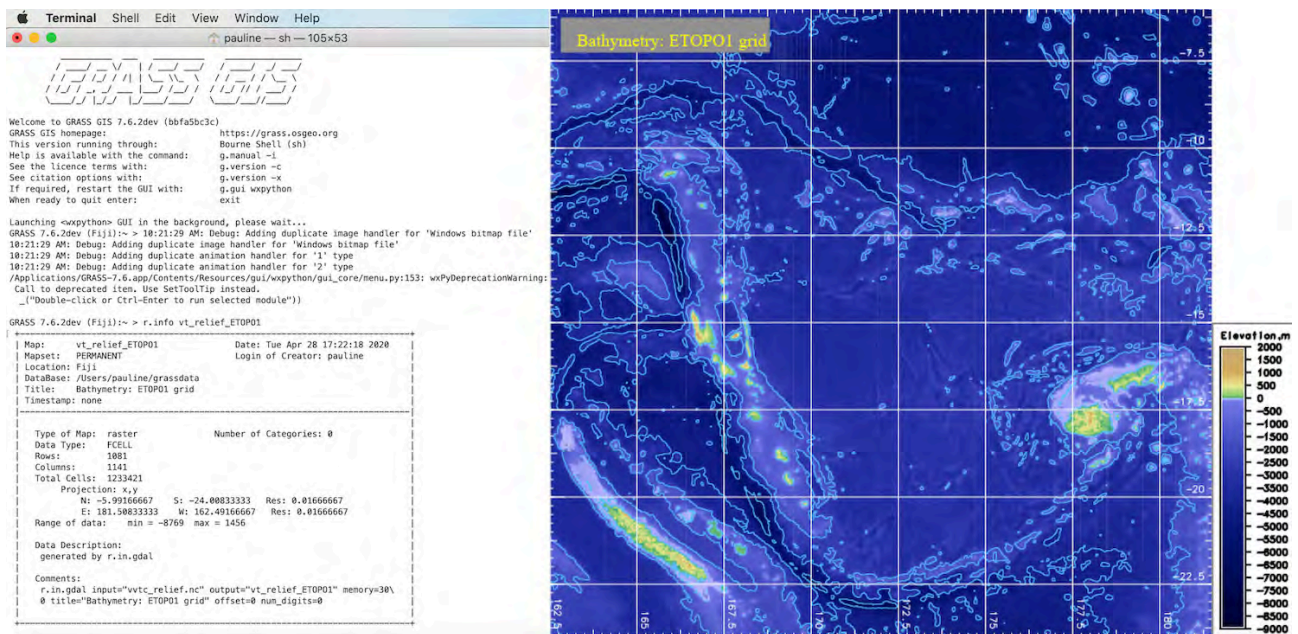 Terminal Shell Edit View Window Help
pauline — sh — 105×53
GRASS GIS
Welcome to GRASS GIS 7.6.2dev (bbfa5bc3c)
GRASS GIS homepage: https://grass.osgeo.org
This version running through: Bourne Shell (sh)
Help is available with the command: g.manual -i
See the licence terms with: g.version -c
See citation options with: g.version -x
If required, restart the GUI with: g.gui wxpython
When ready to quit enter: exit
Launching <wxpython> GUI in the background, please wait...
GRASS 7.6.2dev (Fiji):~ > 10:21:29 AM: Debug: Adding duplicate image handler for 'Windows bitmap file'
10:21:29 AM: Debug: Adding duplicate image handler for 'Windows bitmap file'
10:21:29 AM: Debug: Adding duplicate animation handler for '1' type
10:21:29 AM: Debug: Adding duplicate animation handler for '2' type
/Applications/GRASS-7.6.app/Contents/Resources/gui/wxpython/gui_core/menu.py:153: wxPyDeprecationWarning:
Call to deprecated item. Use SetToolTip instead.
_("Double-click or Ctrl-Enter to run selected module"))
GRASS 7.6.2dev (Fiji):~ > r.info vt_relief_ETOPO1
Map: vt_relief_ETOPO1 Date: Tue Apr 28 17:22:18 2020
Mapset: PERMANENT Login of Creator: pauline
Location: Fiji
DataBase: /Users/pauline/grassdata
Title: Bathymetry: ETOPO1 grid
Timestamp: none
Type of Map: raster Number of Categories: 0
Data Type: FCELL
Rows: 1081
Columns: 1141
Total Cells: 1233421
Projection: x,y
N: -5.99166667 S: -24.00833333 Res: 0.01666667
E: 181.50833333 W: 162.49166667 Res: 0.01666667
Range of data: min = -8769 max = 1456
Data Description:
generated by r.in.gdal
Comments:
r.in.gdal input="vvtc_relief.nc" output="vt_relief_ETOPO1" memory=30\
0 title="Bathymetry: ETOPO1 grid" offset=0 num_digits=0
Bathymetry: ETOPO1 grid
-7.5
-10
-12.5
-15
-17.5
-20
-22.5
162.5
165
167.5
170
172.5
175
177.5
180
Elevation,m
2000
1500
1000
500
0
-500
-1000
-1500
-2000
-2500
-3000
-3500
-4000
-4500
-5000
-5500
-6000
-6500
-7000
-7500
-8000
-8500
-9000